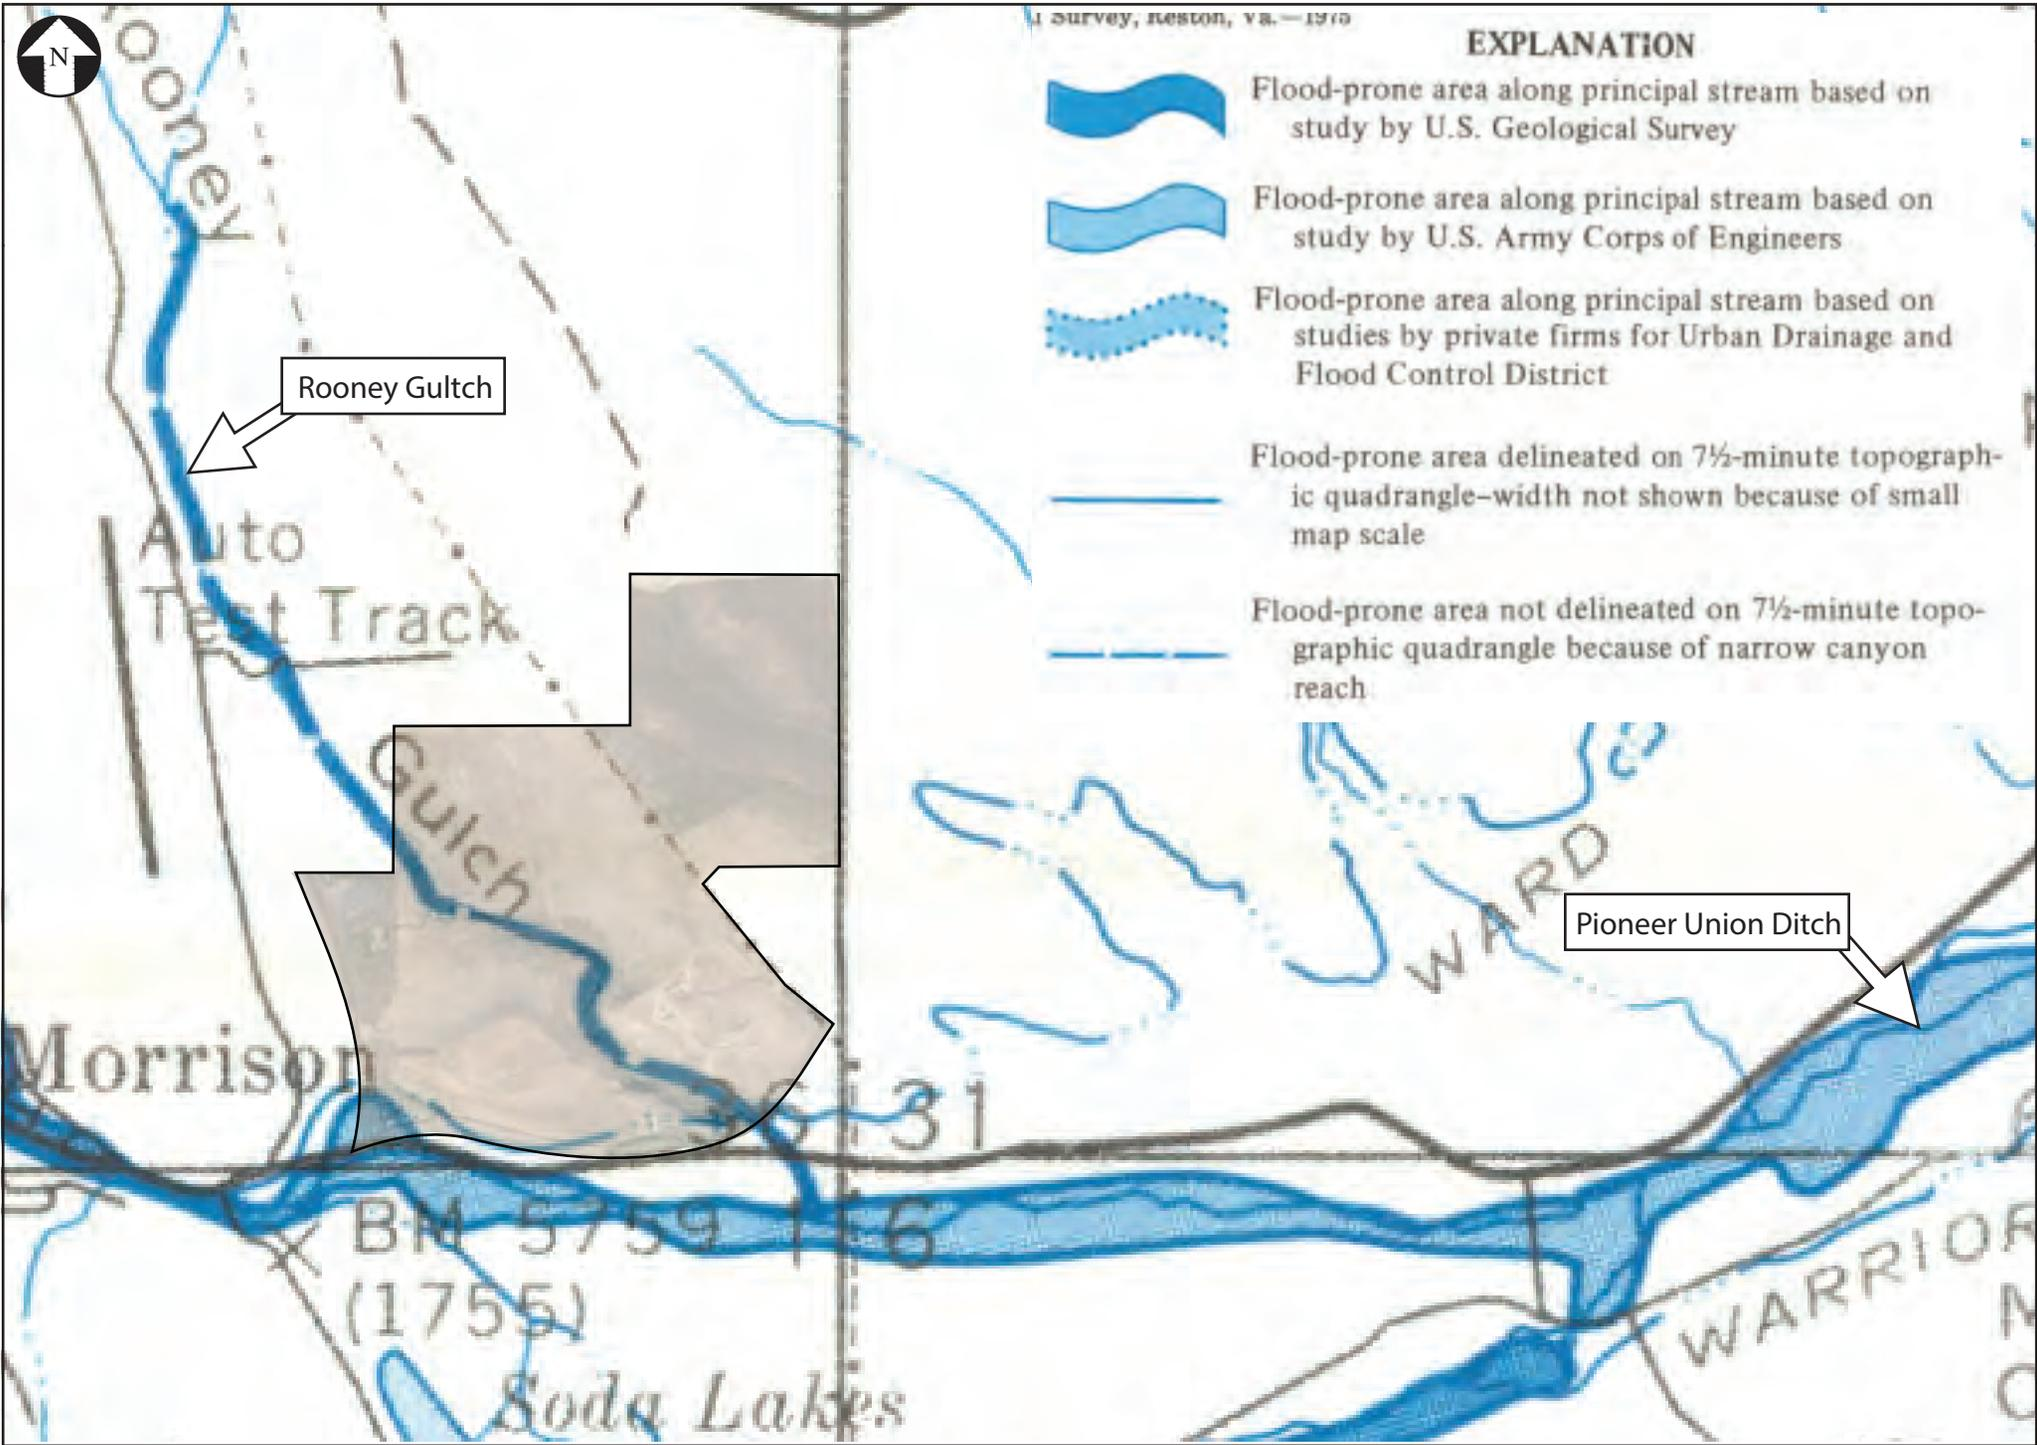 N
Rooney
I Survey, Reston, Va.—1975
EXPLANATION
Flood-prone area along principal stream based on
study by U.S. Geological Survey
Flood-prone area along principal stream based on
study by U.S. Army Corps of Engineers
Flood-prone area along principal stream based on
studies by private firms for Urban Drainage and
Flood Control District
Flood-prone area delineated on 7½-minute topograph-
ic quadrangle–width not shown because of small
map scale
Flood-prone area not delineated on 7½-minute topo-
graphic quadrangle because of narrow canyon
reach
Rooney Gultch
Auto
Test Track
Gulch
WARD
Pioneer Union Ditch
Morrison
36 31
BM 5759 1 6
(1755)
WARRIOR
Soda Lakes